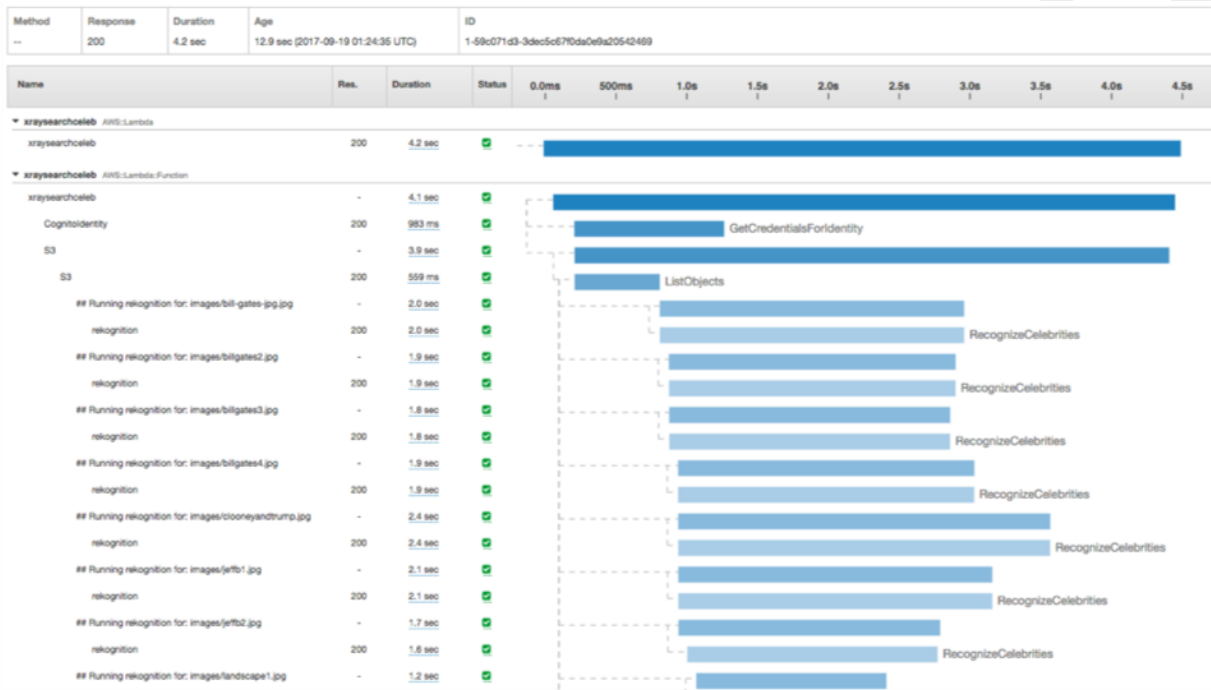 Method Response Duration Age ID
-- 200 4.2 sec 12.9 sec (2017-09-19 01:24:35 UTC) 1-59c071d3-3dec5c67f0da0e9a20542469
Name Res. Duration Status 0.0ms 500ms 1.0s 1.5s 2.0s 2.5s 3.0s 3.5s 4.0s 4.5s
xraysearchceleb AWS::Lambda
xraysearchceleb 200 4.2 sec
xraysearchceleb AWS::Lambda::Function
xraysearchceleb - 4.1 sec
CognitoIdentity 200 983 ms GetCredentialsForIdentity
S3 - 3.9 sec
S3 200 559 ms ListObjects
## Running rekognition for: images/bill-gates-jpg.jpg - 2.0 sec
rekognition 200 2.0 sec RecognizeCelebrities
## Running rekognition for: images/billgates2.jpg - 1.9 sec
rekognition 200 1.9 sec RecognizeCelebrities
## Running rekognition for: images/billgates3.jpg - 1.8 sec
rekognition 200 1.8 sec RecognizeCelebrities
## Running rekognition for: images/billgates4.jpg - 1.9 sec
rekognition 200 1.9 sec RecognizeCelebrities
## Running rekognition for: images/clooneyandtrump.jpg - 2.4 sec
rekognition 200 2.4 sec RecognizeCelebrities
## Running rekognition for: images/jeffb1.jpg - 2.1 sec
rekognition 200 2.1 sec RecognizeCelebrities
## Running rekognition for: images/jeffb2.jpg - 1.7 sec
rekognition 200 1.6 sec RecognizeCelebrities
## Running rekognition for: images/landscape1.jpg - 1.2 sec